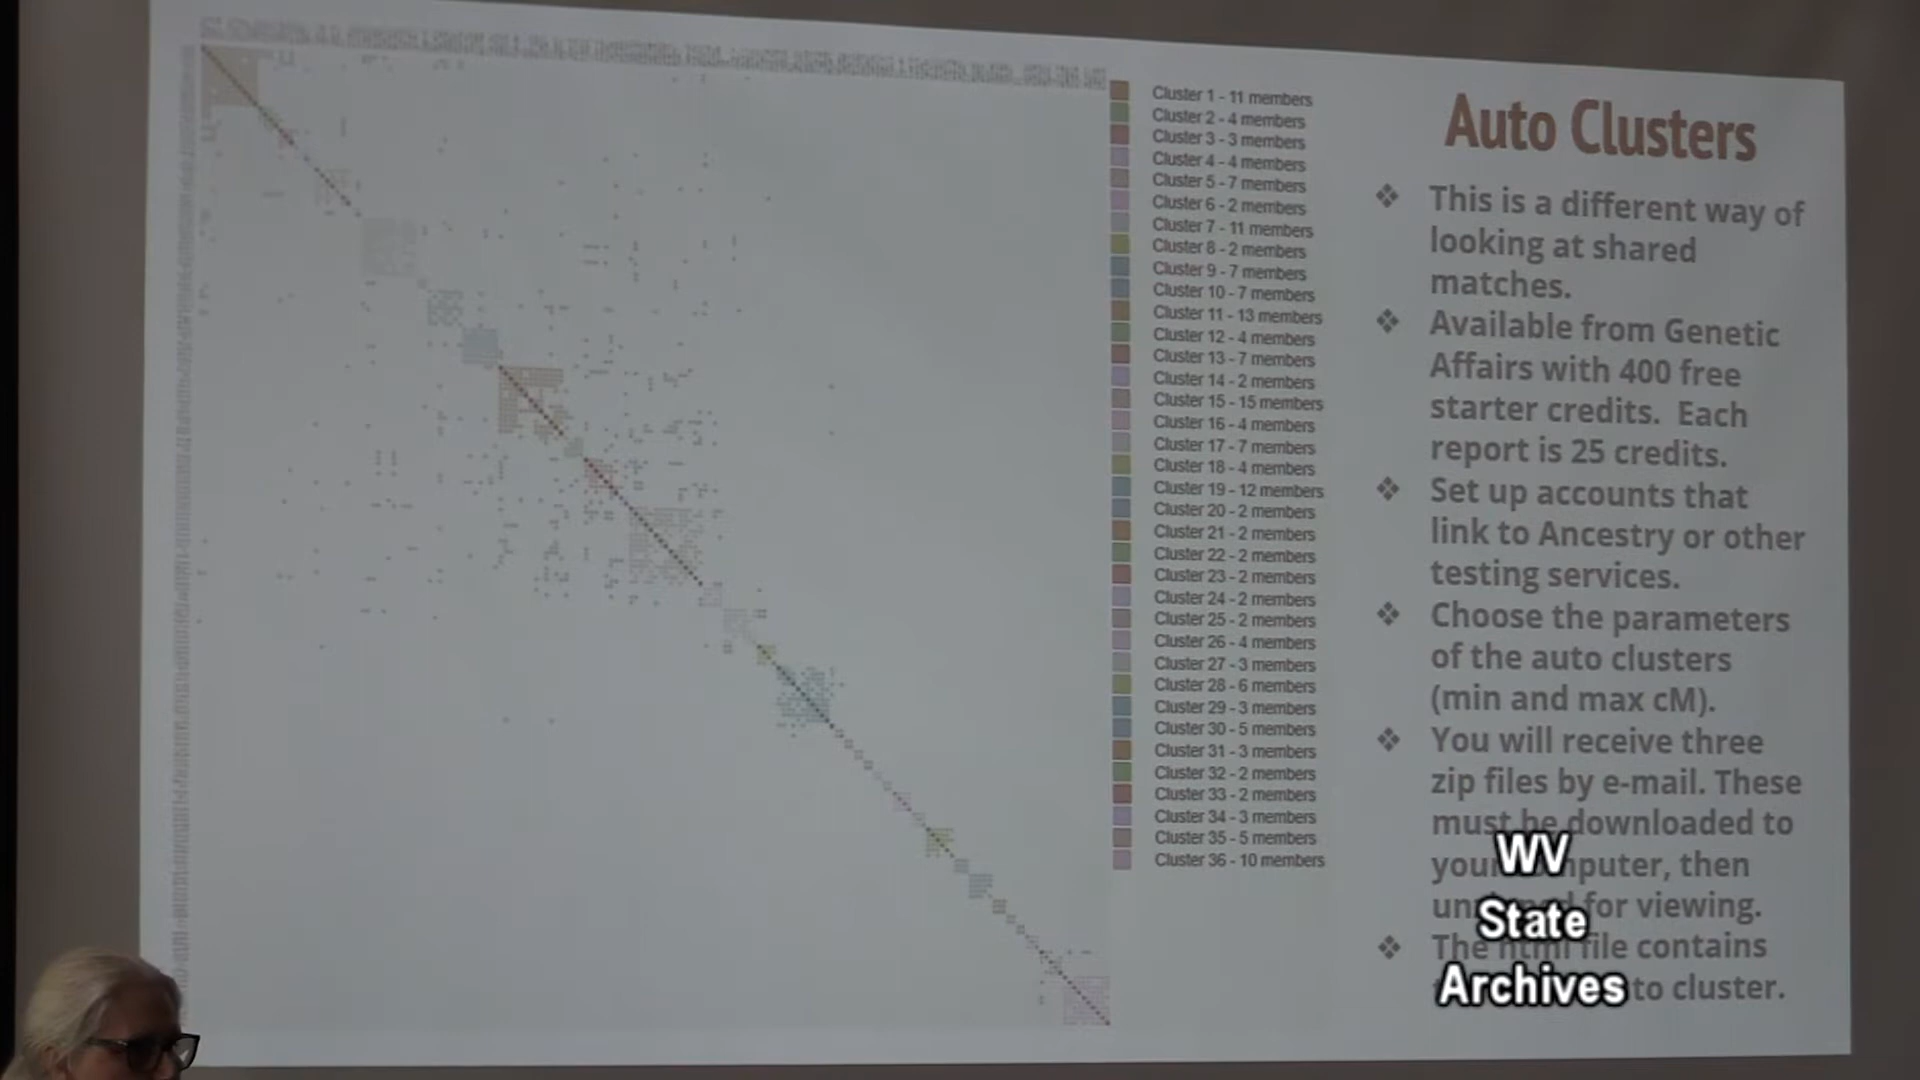 Cluster 1 - 11 members
Cluster 2 - 4 members
Cluster 3 - 3 members
Cluster 4 - 4 members
Cluster 5 - 7 members
Cluster 6 - 2 members
Cluster 7 - 11 members
Cluster 8 - 2 members
Cluster 9 - 7 members
Cluster 10 - 7 members
Cluster 11 - 13 members
Cluster 12 - 4 members
Cluster 13 - 7 members
Cluster 14 - 2 members
Cluster 15 - 15 members
Cluster 16 - 4 members
Cluster 17 - 7 members
Cluster 18 - 4 members
Cluster 19 - 12 members
Cluster 20 - 2 members
Cluster 21 - 2 members
Cluster 22 - 2 members
Cluster 23 - 2 members
Cluster 24 - 2 members
Cluster 25 - 2 members
Cluster 26 - 4 members
Cluster 27 - 3 members
Cluster 28 - 6 members
Cluster 29 - 3 members
Cluster 30 - 5 members
Cluster 31 - 3 members
Cluster 32 - 2 members
Cluster 33 - 2 members
Cluster 34 - 3 members
Cluster 35 - 5 members
Cluster 36 - 10 members
Auto Clusters
❖ This is a different way of
looking at shared
matches.
❖ Available from Genetic
Affairs with 400 free
starter credits. Each
report is 25 credits.
❖ Set up accounts that
link to Ancestry or other
testing services.
❖ Choose the parameters
of the auto clusters
(min and max cM).
❖ You will receive three
zip files by e-mail. These
must be downloaded to
your computer, then
for viewing.
❖ The html file contains
to cluster.
WV
State
Archives